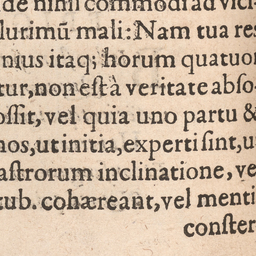 de nihil commodi ad vici-
lurimū mali: Nam tua res
nius itaq; horum quatuor
tur, non est à veritate abso-
ossit, vel quia uno partu &
nos, ut initia, experti sint, u
astrorum inclinatione, ve
tub. cohæreant, vel menti
conster